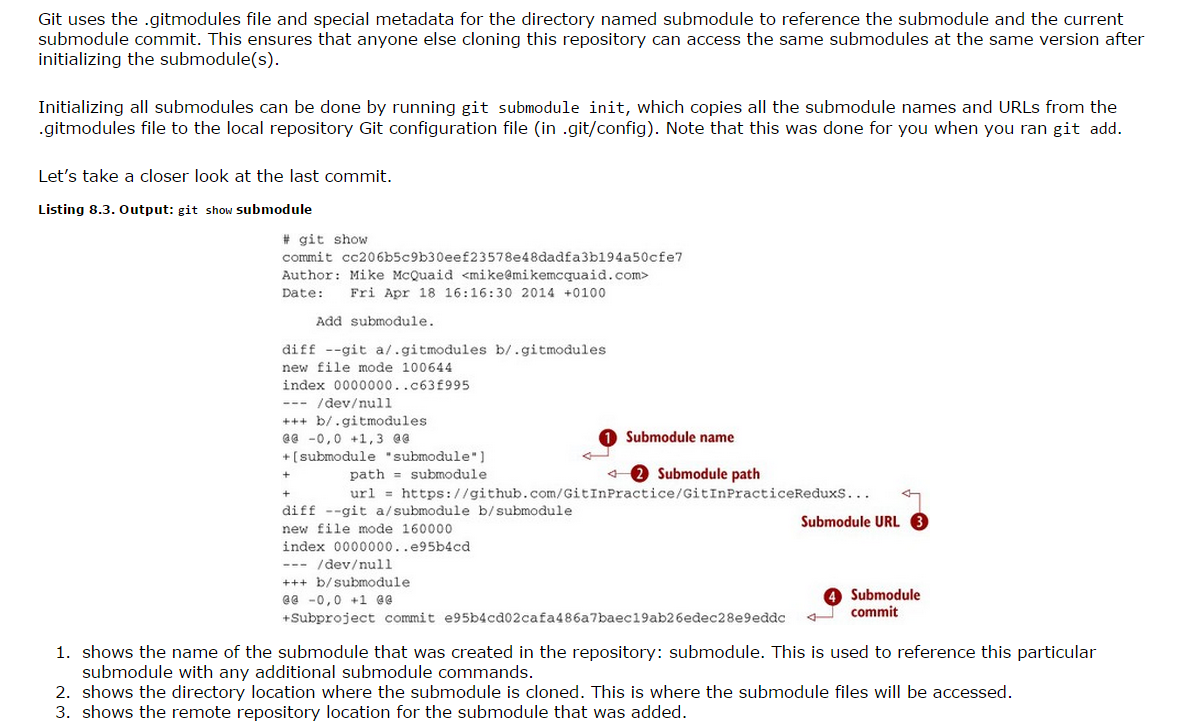 Git uses the .gitmodules file and special metadata for the directory named submodule to reference the submodule and the current
submodule commit. This ensures that anyone else cloning this repository can access the same submodules at the same version after
initializing the submodule(s).
Initializing all submodules can be done by running git submodule init, which copies all the submodule names and URLs from the
.gitmodules file to the local repository Git configuration file (in .git/config). Note that this was done for you when you ran git add.
Let's take a closer look at the last commit.
Listing 8.3. Output: git show submodule
# git show
commit cc206b5c9b30eef23578e48dadfa3b194a50cfe7
Author: Mike McQuaid <mike@mikemcquaid.com>
Date:   Fri Apr 18 16:16:30 2014 +0100
Add submodule.
diff --git a/.gitmodules b/.gitmodules
new file mode 100644
index 0000000..c63f995
--- /dev/null
+++ b/.gitmodules
@@ -0,0 +1,3 @@
1 Submodule name
+[submodule "submodule"]
+       path = submodule
2 Submodule path
+       url = https://github.com/GitInPractice/GitInPracticeReduxS...
diff --git a/submodule b/submodule
Submodule URL 3
new file mode 160000
index 0000000..e95b4cd
--- /dev/null
+++ b/submodule
@@ -0,0 +1 @@
4 Submodule
commit
+Subproject commit e95b4cd02cafa486a7baec19ab26edec28e9eddc
1. shows the name of the submodule that was created in the repository: submodule. This is used to reference this particular
submodule with any additional submodule commands.
2. shows the directory location where the submodule is cloned. This is where the submodule files will be accessed.
3. shows the remote repository location for the submodule that was added.